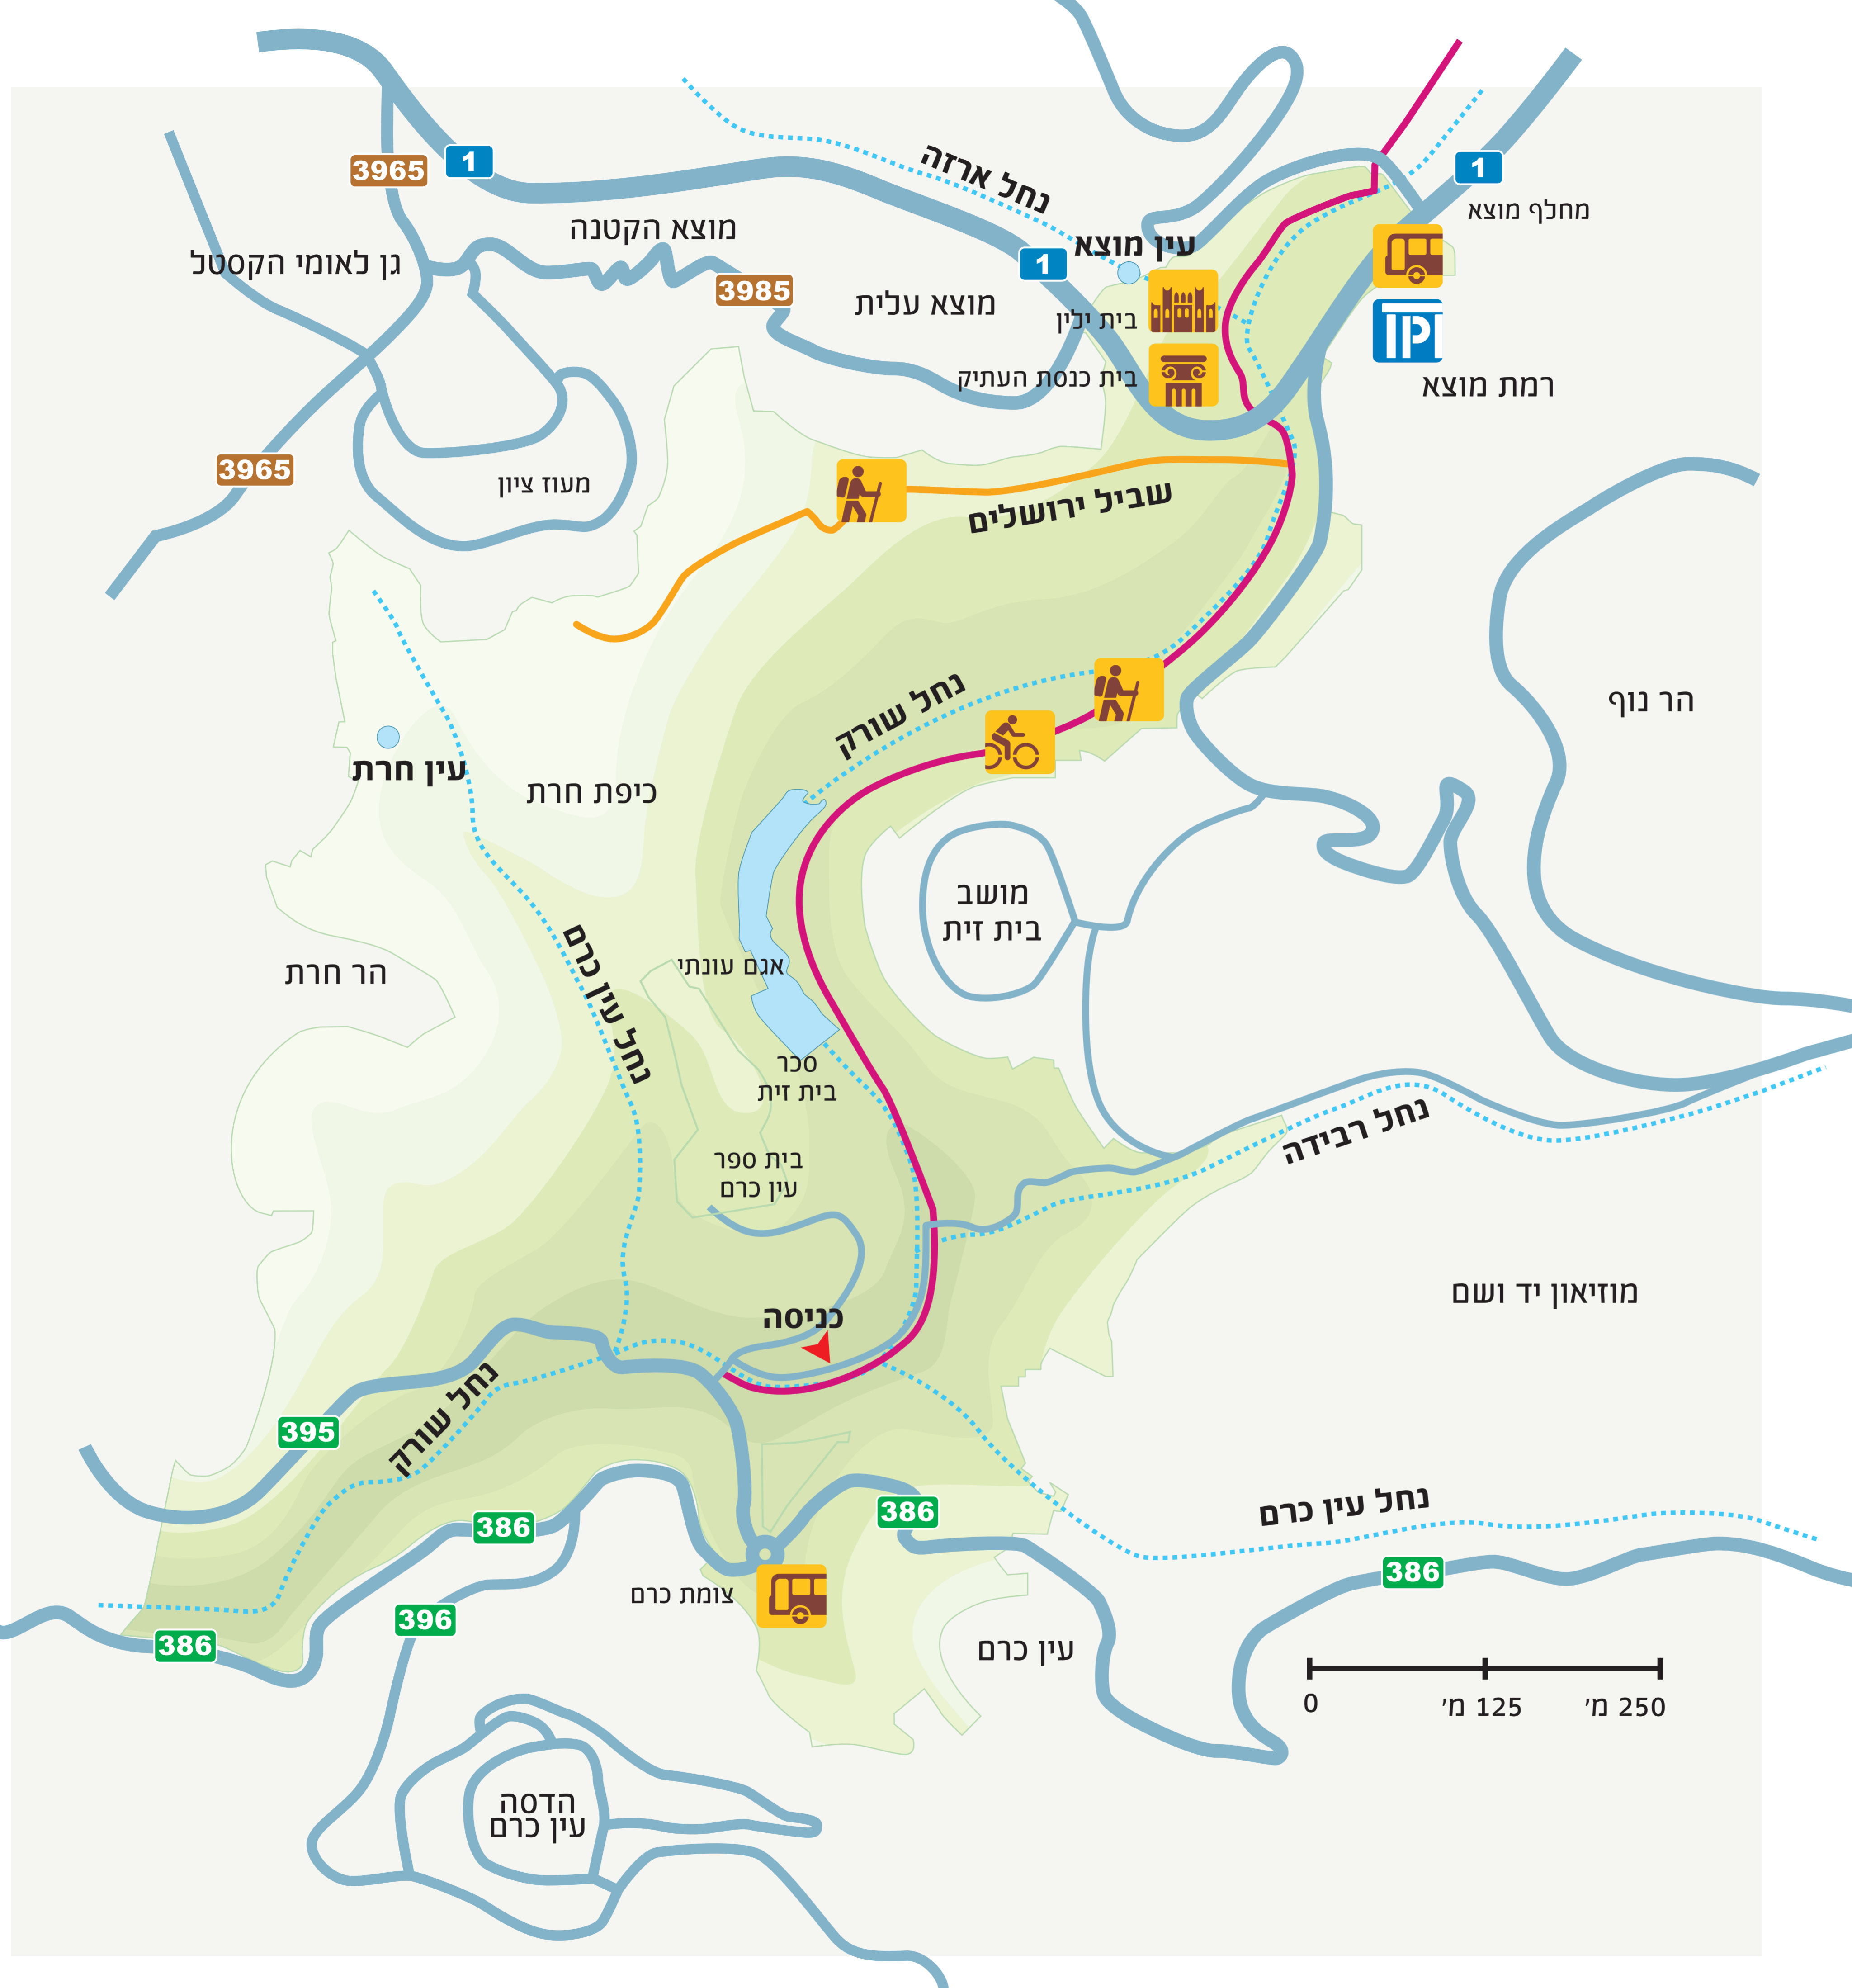 נחל ארזה
1
3965
1
מחלף מוצא
מוצא הקטנה
עין מוצא
גן לאומי הקסטל
1
3985
מוצא עלית
בית ילין
בית כנסת העתיק
רמת מוצא
3965
מעוז ציון
שביל ירושלים
נחל שורק
הר נוף
עין חרת
כיפת חרת
מושב
בית זית
הר חרת
אגם עונתי
נחל עין כרם
סכר
בית זית
נחל רבידה
בית ספר
עין כרם
מוזיאון יד ושם
כניסה
נחל שורק
395
386
386
נחל עין כרם
386
צומת כרם
396
386
עין כרם
0
125 מ׳
250 מ׳
הדסה
עין כרם